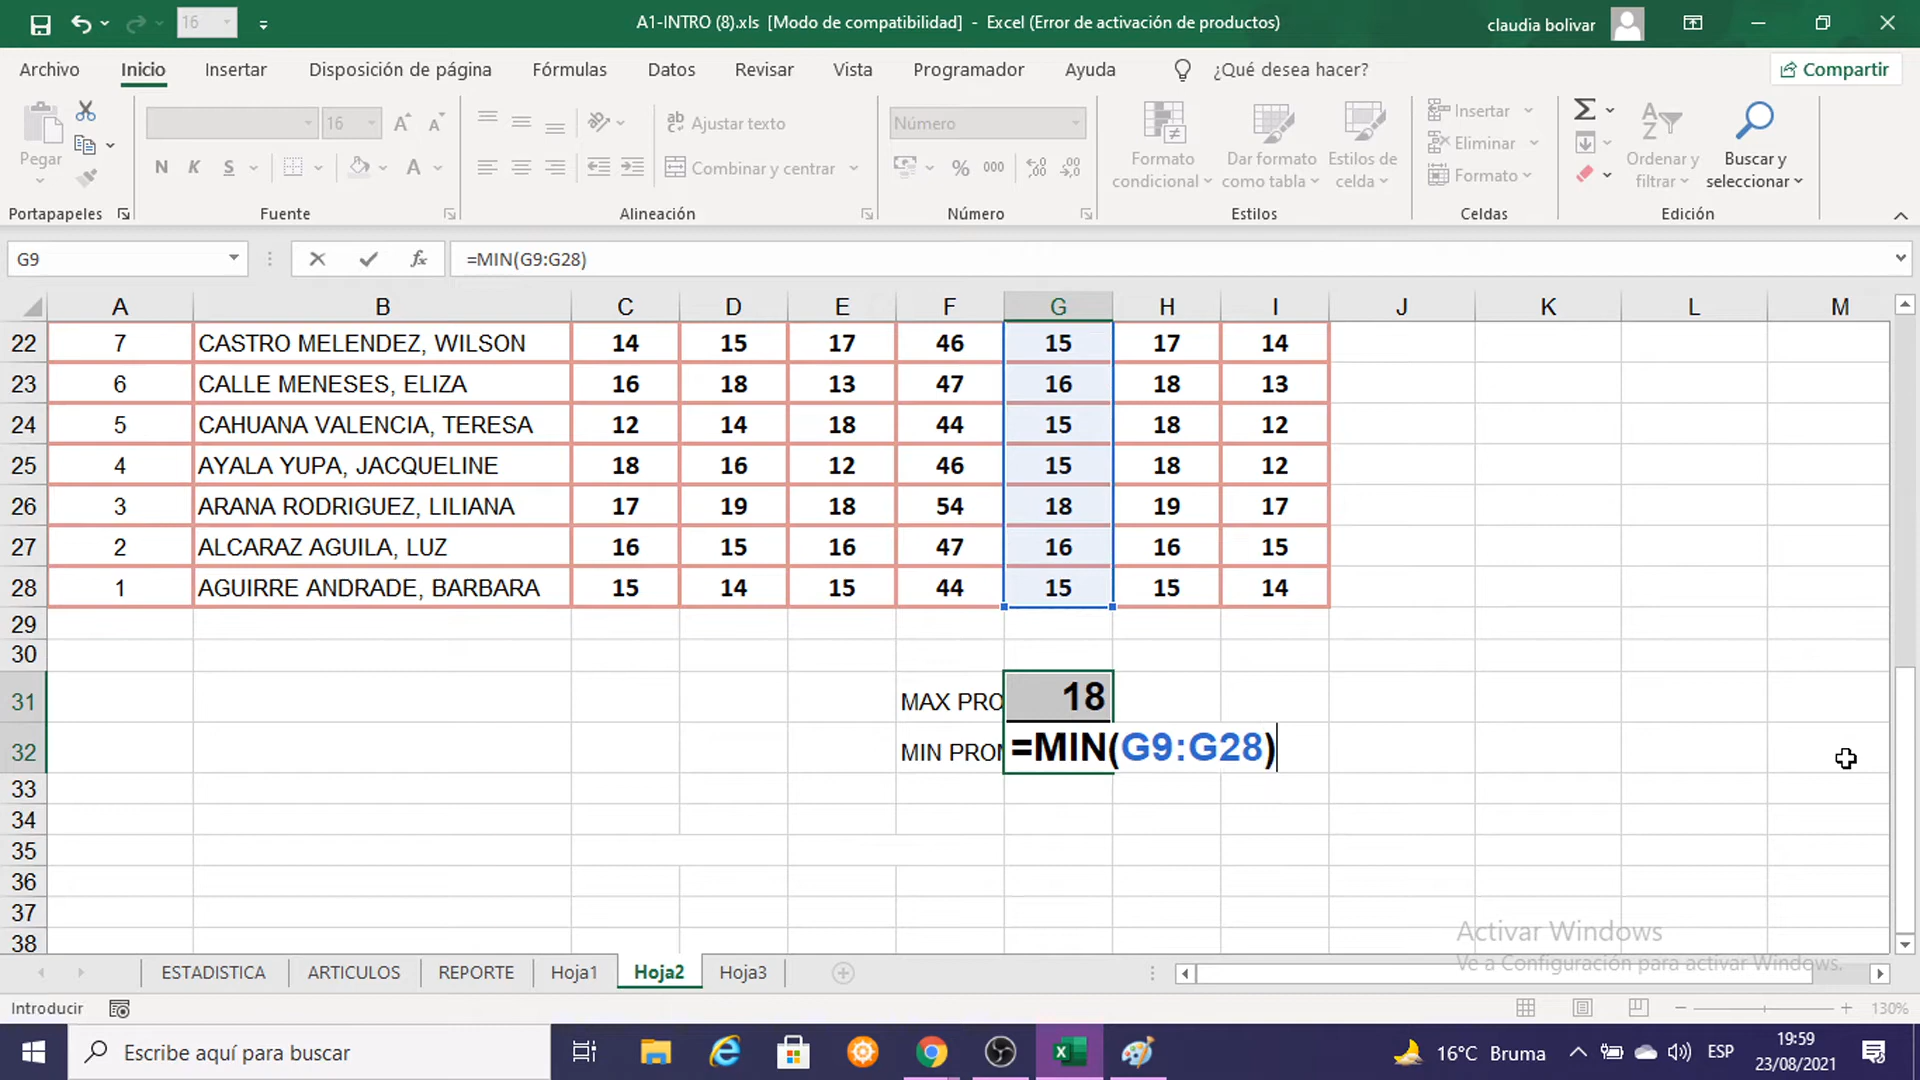 16
A1-INTRO (8).xls [Modo de compatibilidad] - Excel (Error de activación de productos)
claudia bolivar
Archivo Inicio Insertar Disposición de página Fórmulas Datos Revisar Vista Programador Ayuda ¿Qué desea hacer? Compartir
Pegar
16
N K S
Ajustar texto
Combinar y centrar
Número
% 000
Formato condicional
Dar formato como tabla
Estilos de celda
Insertar
Eliminar
Formato
Ordenar y filtrar
Buscar y seleccionar
Portapapeles Fuente Alineación Número Estilos Celdas Edición
G9 fx =MIN(G9:G28)
A B C D E F G H I J K L M
22 7 CASTRO MELENDEZ, WILSON 14 15 17 46 15 17 14
23 6 CALLE MENESES, ELIZA 16 18 13 47 16 18 13
24 5 CAHUANA VALENCIA, TERESA 12 14 18 44 15 18 12
25 4 AYALA YUPA, JACQUELINE 18 16 12 46 15 18 12
26 3 ARANA RODRIGUEZ, LILIANA 17 19 18 54 18 19 17
27 2 ALCARAZ AGUILA, LUZ 16 15 16 47 16 16 15
28 1 AGUIRRE ANDRADE, BARBARA 15 14 15 44 15 15 14
29
30
31 MAX PRO 18
32 MIN PRO =MIN(G9:G28)
33
34
35
36
37
38
Activar Windows
Ve a Configuración para activar Windows.
ESTADISTICA ARTICULOS REPORTE Hoja1 Hoja2 Hoja3
Introducir 130%
Escribe aquí para buscar
16°C Bruma ESP
19:59
23/08/2021